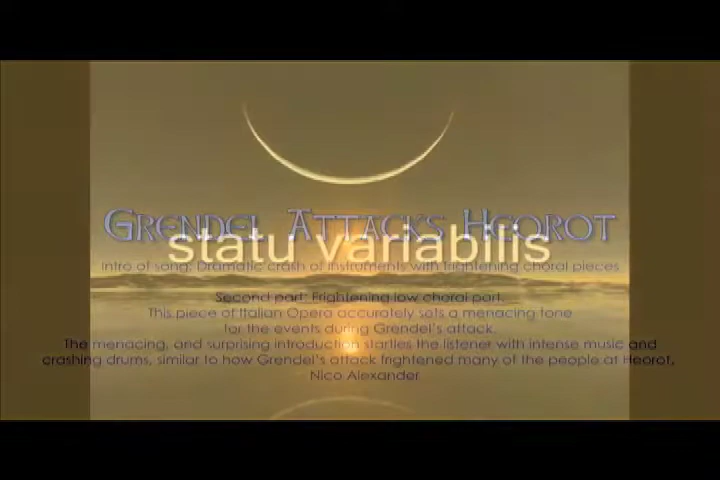 Grendel Attacks Heorot
statu variabilis
Intro of song: Dramatic crash of instruments with frightening choral pieces
Second part: Frightening low choral part.
This piece of Italian Opera accurately sets a menacing tone
for the events during Grendel's attack.
The menacing, and surprising introduction startles the listener with intense music and
crashing drums, similar to how Grendel's attack frightened many of the people at Heorot,
Nico Alexander